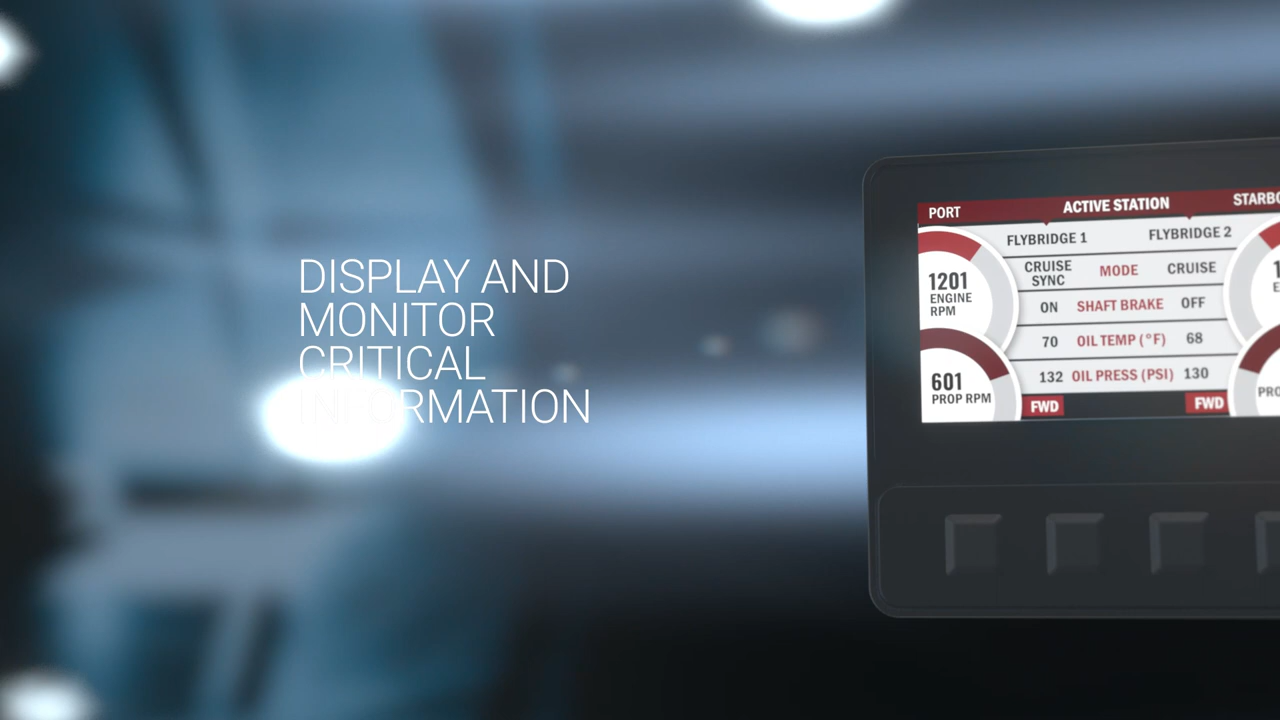 DISPLAY AND
MONITOR
CRITICAL
INFORMATION
PORT ACTIVE STATION
FLYBRIDGE 1 FLYBRIDGE 2
CRUISE SYNC MODE CRUISE
ON SHAFT BRAKE OFF
70 OIL TEMP (°F) 68
132 OIL PRESS (PSI) 130
FWD FWD
1201
ENGINE
RPM
601
PROP RPM